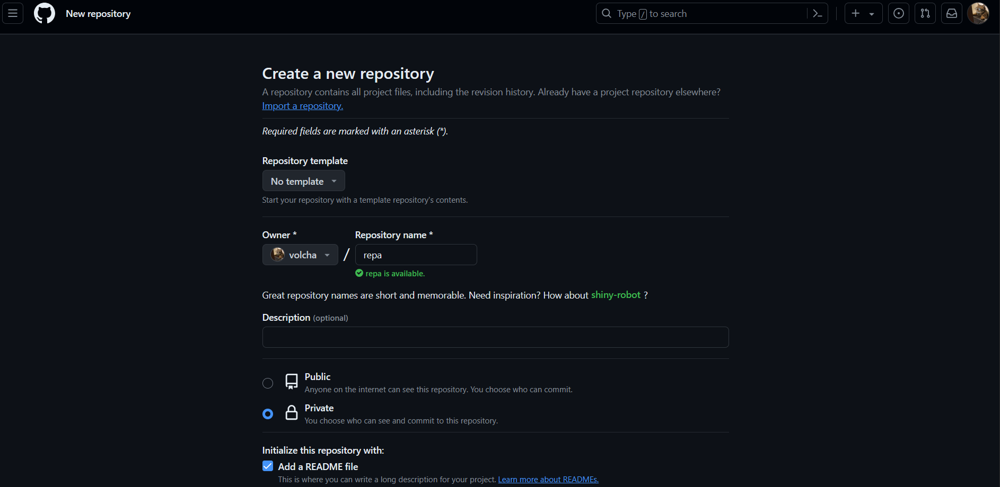 New repository
Type / to search
Create a new repository
A repository contains all project files, including the revision history. Already have a project repository elsewhere?
Import a repository.
Required fields are marked with an asterisk (*).
Repository template
No template
Start your repository with a template repository's contents.
Owner *
Repository name *
volcha
/
repa
repa is available.
Great repository names are short and memorable. Need inspiration? How about shiny-robot ?
Description (optional)
Public
Anyone on the internet can see this repository. You choose who can commit.
Private
You choose who can see and commit to this repository.
Initialize this repository with:
Add a README file
This is where you can write a long description for your project. Learn more about READMEs.